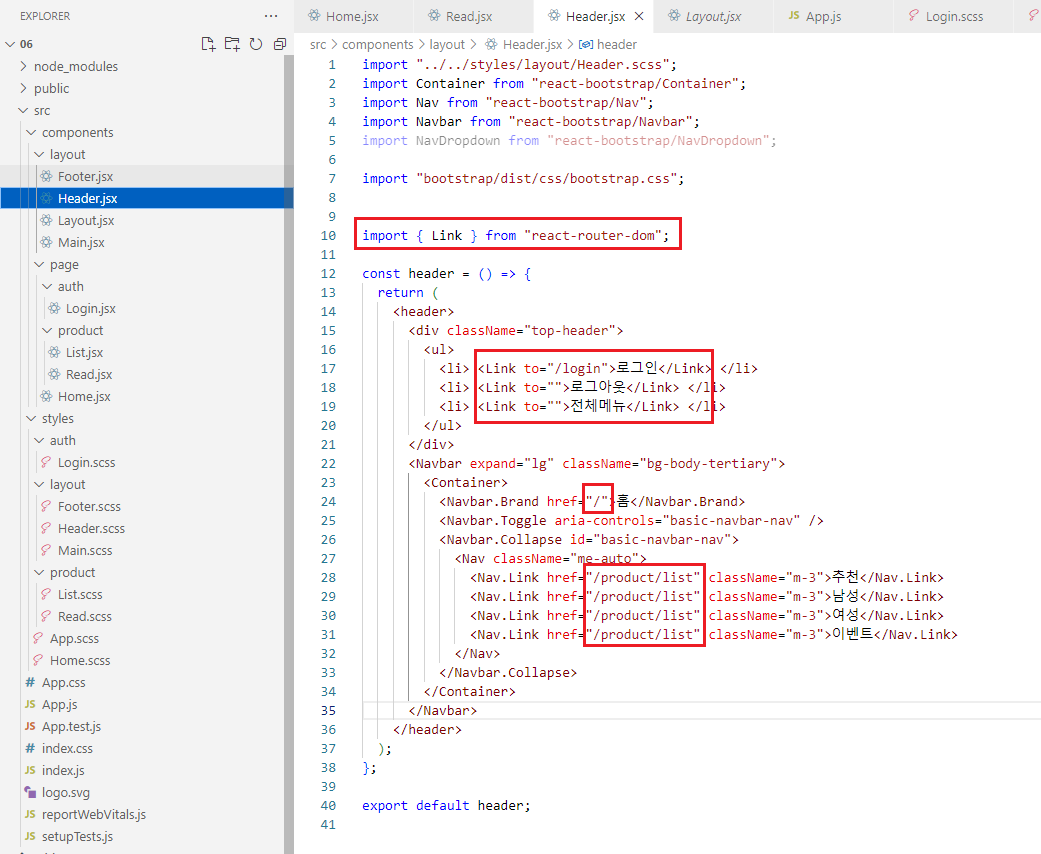 EXPLORER ···
06
node_modules
public
src
components
layout
Footer.jsx
Header.jsx
Layout.jsx
Main.jsx
page
auth
Login.jsx
product
List.jsx
Read.jsx
Home.jsx
styles
auth
Login.scss
layout
Footer.scss
Header.scss
Main.scss
product
List.scss
Read.scss
App.scss
Home.scss
# App.css
JS App.js
JS App.test.js
# index.css
JS index.js
logo.svg
JS reportWebVitals.js
JS setupTests.js
Home.jsx Read.jsx Header.jsx × Layout.jsx JS App.js Login.scss
src > components > layout > Header.jsx > header
1 import "../../styles/layout/Header.scss";
2 import Container from "react-bootstrap/Container";
3 import Nav from "react-bootstrap/Nav";
4 import Navbar from "react-bootstrap/Navbar";
5 import NavDropdown from "react-bootstrap/NavDropdown";
6
7 import "bootstrap/dist/css/bootstrap.css";
8
9
10 import { Link } from "react-router-dom";
11
12 const header = () => {
13 return (
14 <header>
15 <div className="top-header">
16 <ul>
17 <li> <Link to="/login">로그인</Link> </li>
18 <li> <Link to="">로그아웃</Link> </li>
19 <li> <Link to="">전체메뉴</Link> </li>
20 </ul>
21 </div>
22 <Navbar expand="lg" className="bg-body-tertiary">
23 <Container>
24 <Navbar.Brand href="/">홈</Navbar.Brand>
25 <Navbar.Toggle aria-controls="basic-navbar-nav" />
26 <Navbar.Collapse id="basic-navbar-nav">
27 <Nav className="me-auto">
28 <Nav.Link href="/product/list" className="m-3">추천</Nav.Link>
29 <Nav.Link href="/product/list" className="m-3">남성</Nav.Link>
30 <Nav.Link href="/product/list" className="m-3">여성</Nav.Link>
31 <Nav.Link href="/product/list" className="m-3">이벤트</Nav.Link>
32 </Nav>
33 </Navbar.Collapse>
34 </Container>
35 </Navbar>
36 </header>
37 );
38 };
39
40 export default header;
41